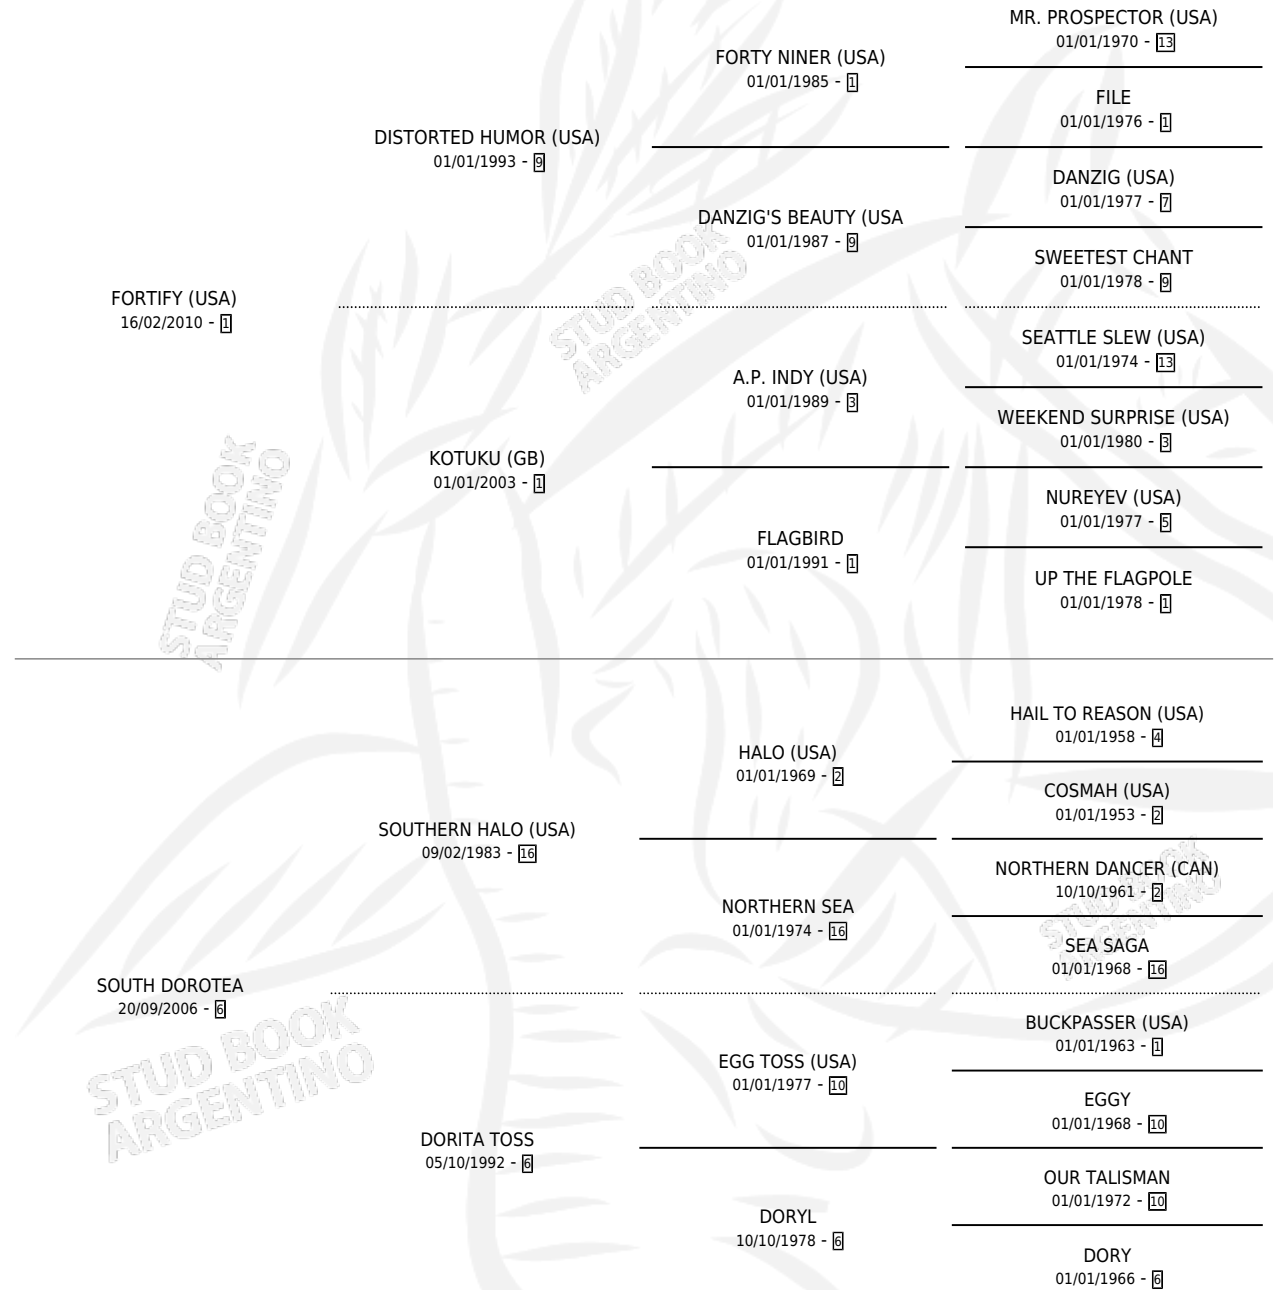 MR. PROSPECTOR (USA)
01/01/1970 - 13
FORTY NINER (USA)
01/01/1985 - 1
FILE
01/01/1976 - 1
DISTORTED HUMOR (USA)
01/01/1993 - 9
DANZIG (USA)
01/01/1977 - 7
DANZIG'S BEAUTY (USA
01/01/1987 - 9
SWEETEST CHANT
01/01/1978 - 9
FORTIFY (USA)
16/02/2010 - 1
STUD BOOK
ARGENTINO
SEATTLE SLEW (USA)
01/01/1974 - 13
A.P. INDY (USA)
01/01/1989 - 3
WEEKEND SURPRISE (USA)
01/01/1980 - 3
KOTUKU (GB)
01/01/2003 - 1
NUREYEV (USA)
01/01/1977 - 5
FLAGBIRD
01/01/1991 - 1
UP THE FLAGPOLE
01/01/1978 - 1
STUD BOOK
ARGENTINO
HAIL TO REASON (USA)
01/01/1958 - 4
HALO (USA)
01/01/1969 - 2
COSMAH (USA)
01/01/1953 - 2
SOUTHERN HALO (USA)
09/02/1983 - 16
NORTHERN DANCER (CAN)
10/10/1961 - 2
NORTHERN SEA
01/01/1974 - 16
STUD BOOK
ARGENTINO
SEA SAGA
01/01/1968 - 16
SOUTH DOROTEA
20/09/2006 - 6
BUCKPASSER (USA)
01/01/1963 - 1
EGG TOSS (USA)
01/01/1977 - 10
EGGY
01/01/1968 - 10
STUD BOOK
ARGENTINO
DORITA TOSS
05/10/1992 - 6
OUR TALISMAN
01/01/1972 - 10
DORYL
10/10/1978 - 6
DORY
01/01/1966 - 6